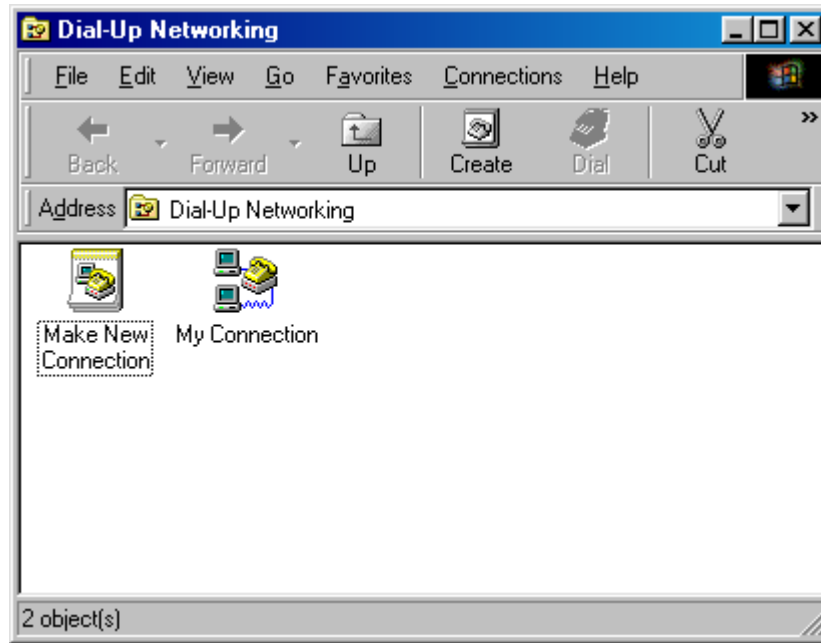 Dial-Up Networking
File Edit View Go Favorites Connections Help
Back Forward Up Create Dial Cut »
Address Dial-Up Networking
Make New
Connection
My Connection
2 object(s)